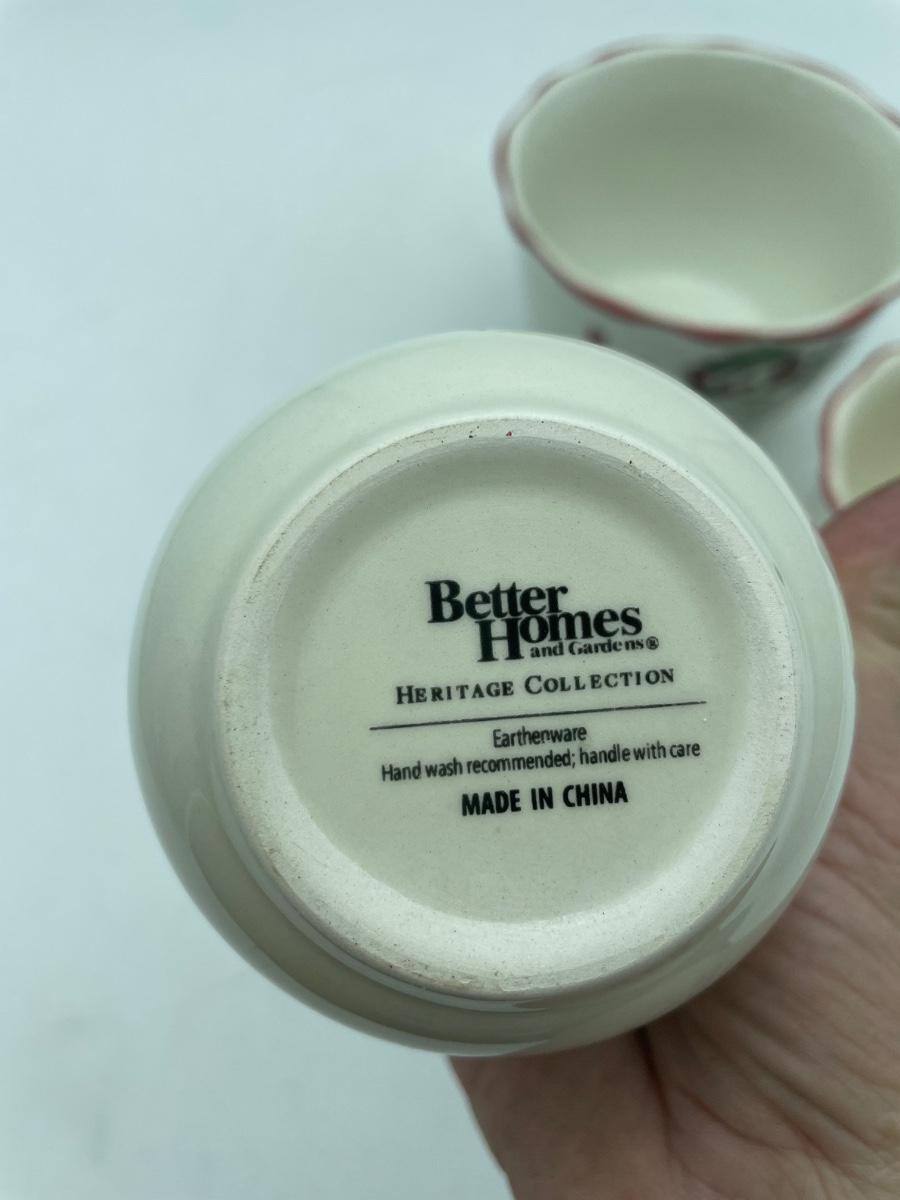 Better
Homes
and Gardens®
HERITAGE COLLECTION
Earthenware
Hand wash recommended; handle with care
MADE IN CHINA